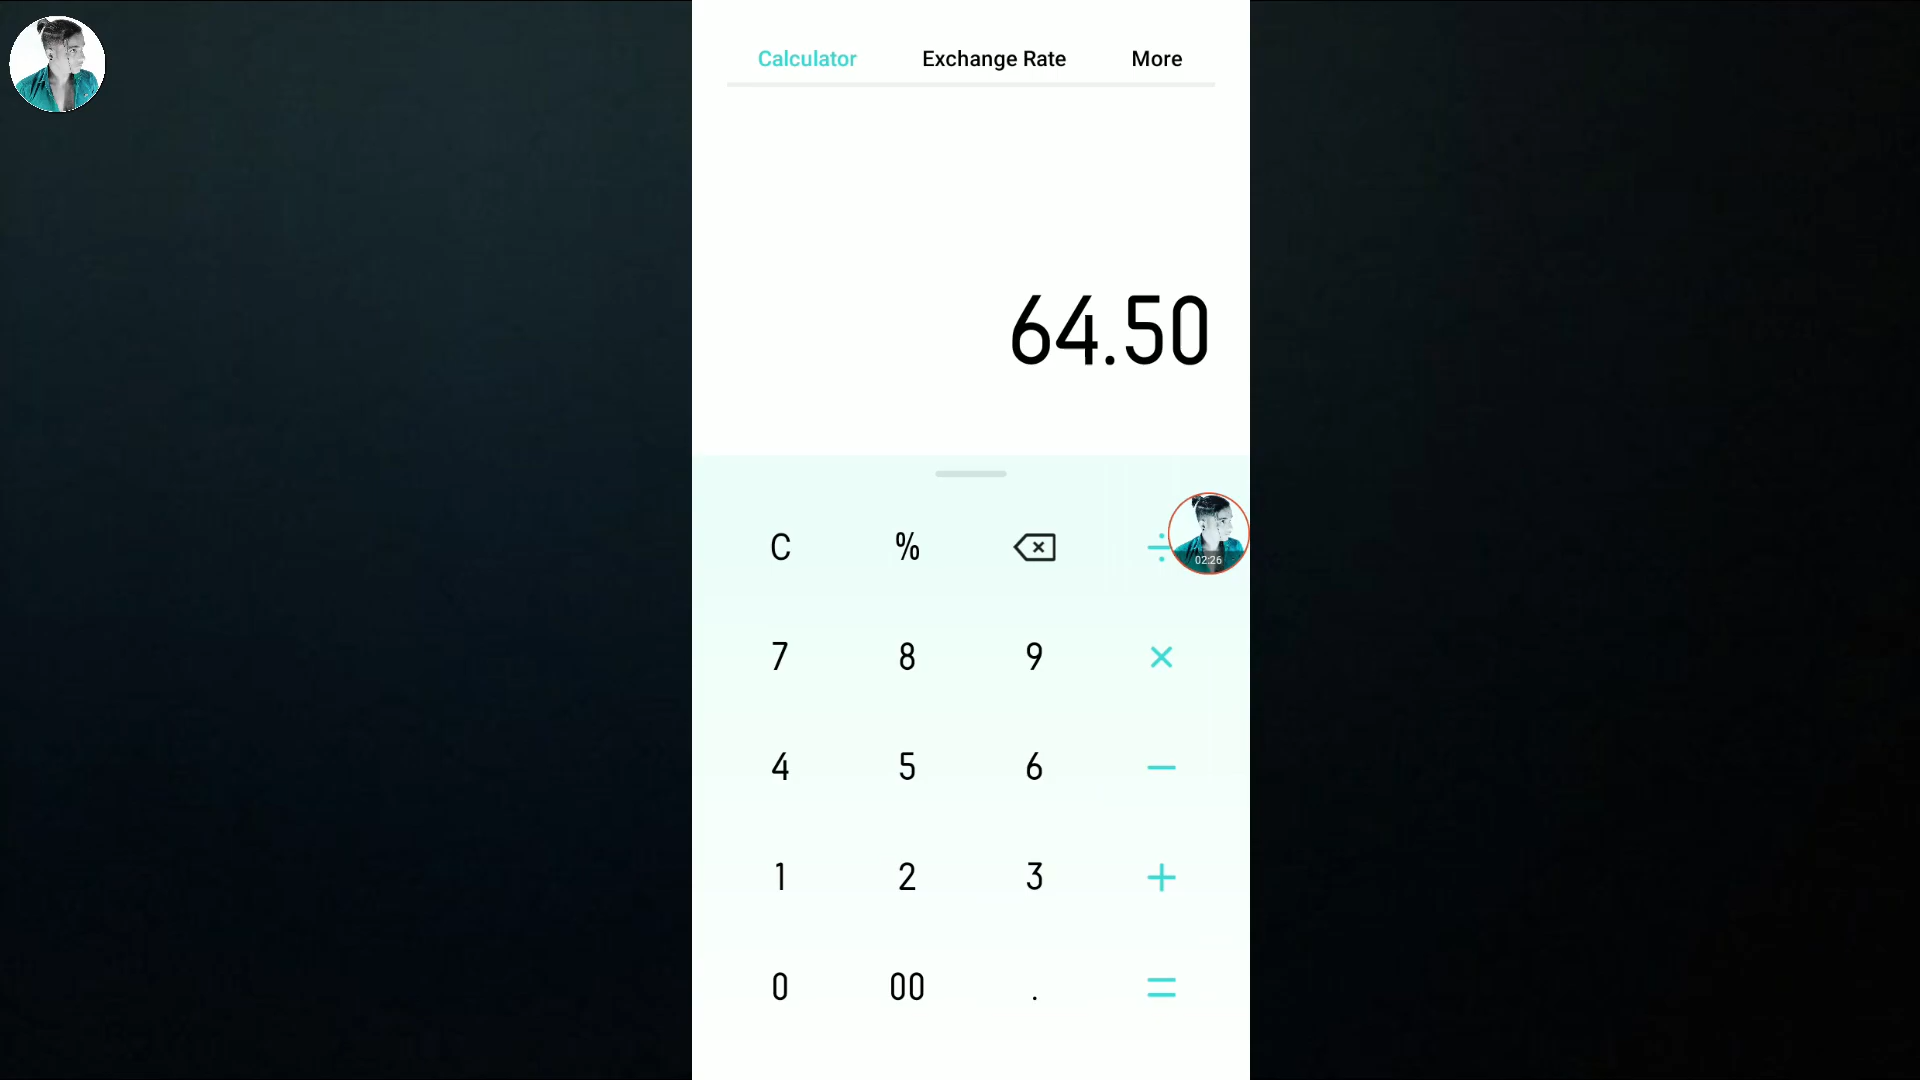 Calculator Exchange Rate More
64.50
C % ÷
02:26
7 8 9 ×
4 5 6 −
1 2 3 +
0 00 . =